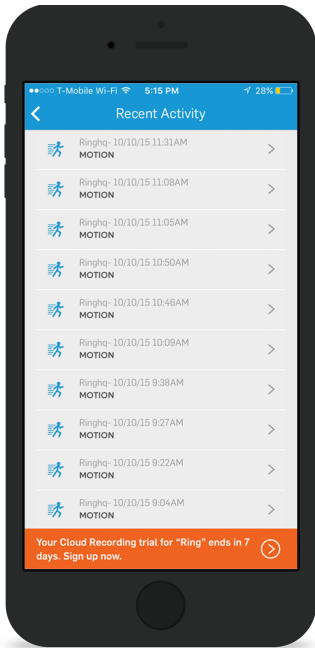 T-Mobile Wi-Fi 5:15 PM 28%
Recent Activity
Ringhq- 10/10/15 11:31AM
MOTION
Ringhq- 10/10/15 11:08AM
MOTION
Ringhq- 10/10/15 11:05AM
MOTION
Ringhq- 10/10/15 10:50AM
MOTION
Ringhq- 10/10/15 10:46AM
MOTION
Ringhq- 10/10/15 10:09AM
MOTION
Ringhq- 10/10/15 9:38AM
MOTION
Ringhq- 10/10/15 9:27AM
MOTION
Ringhq- 10/10/15 9:22AM
MOTION
Ringhq- 10/10/15 9:04AM
MOTION
Your Cloud Recording trial for “Ring” ends in 7
days. Sign up now.